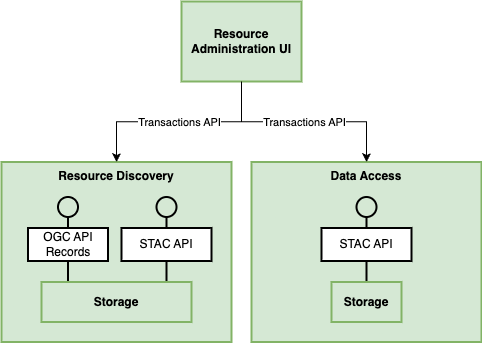 Resource
Administration UI
Transactions API
Transactions API
Resource Discovery
OGC API
Records
STAC API
Storage
Data Access
STAC API
Storage